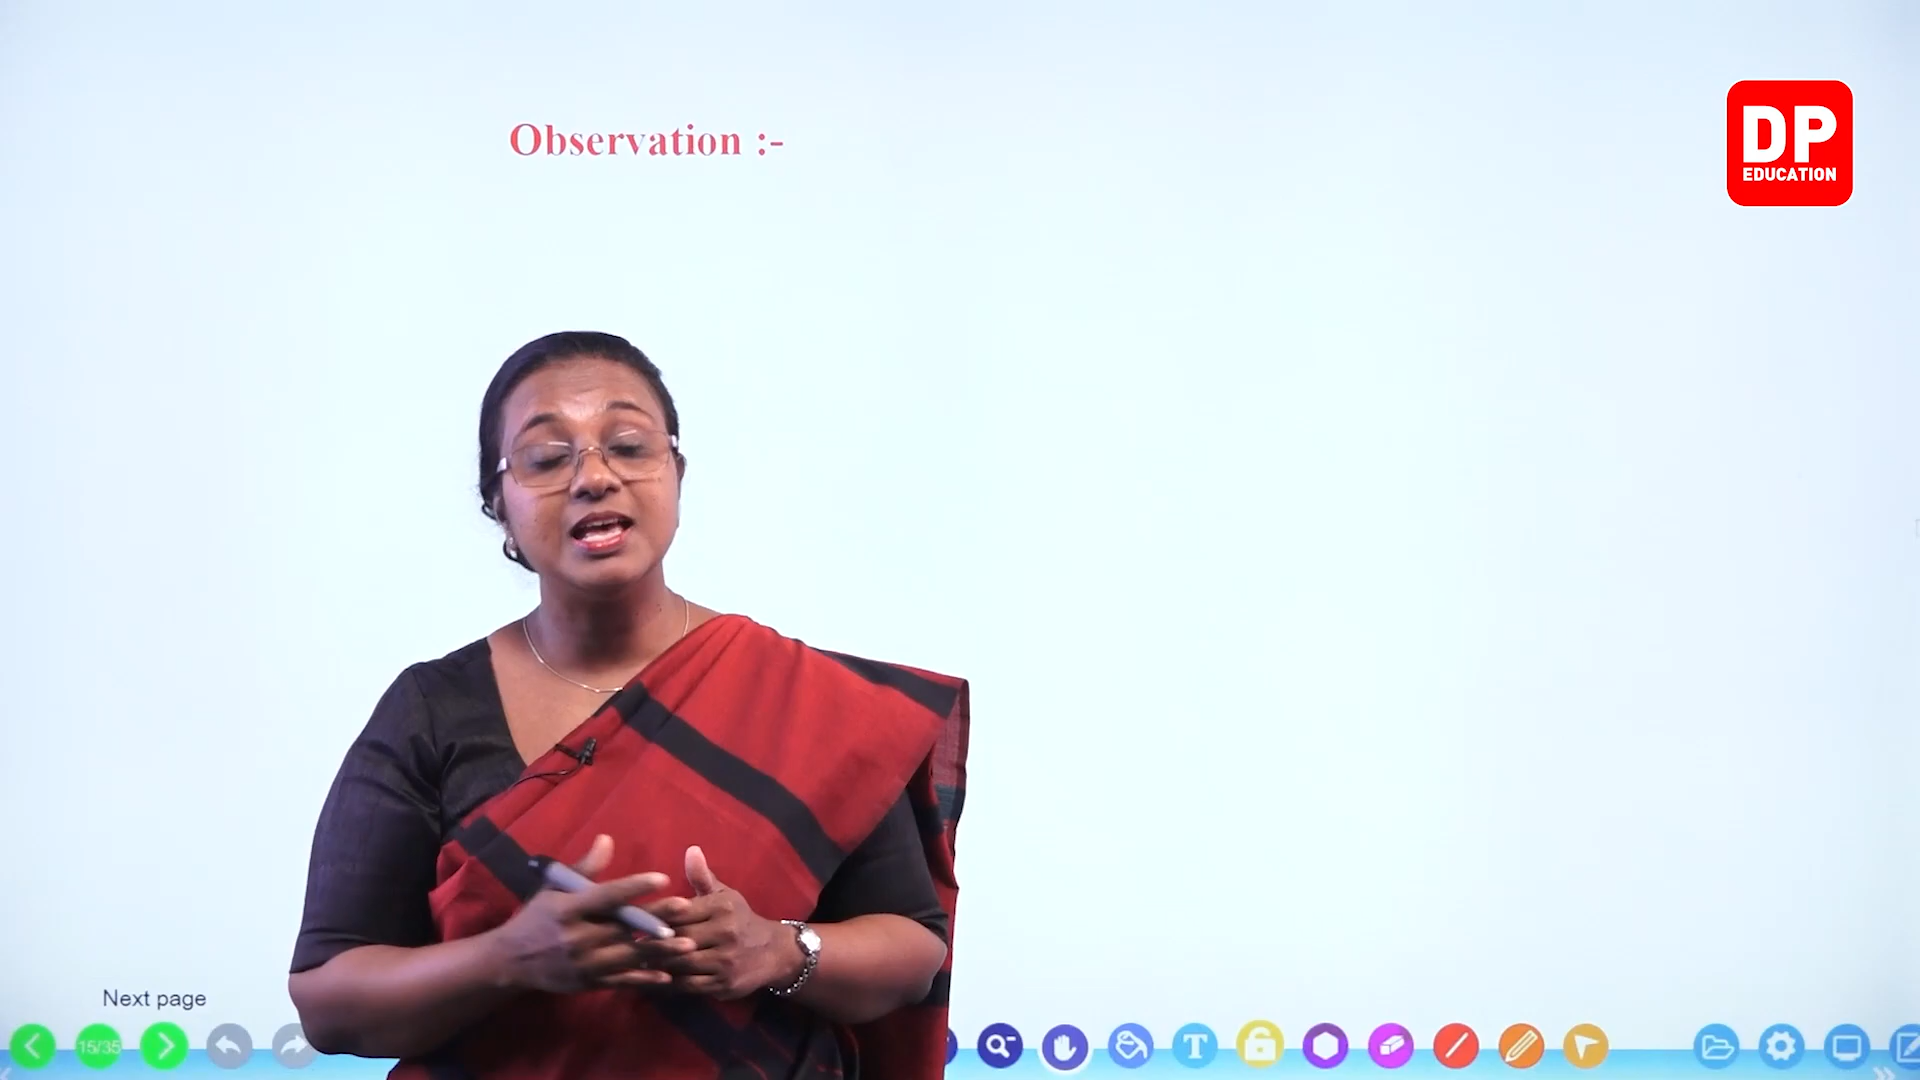 Observation :-
DP
EDUCATION
Next page
15/35
T